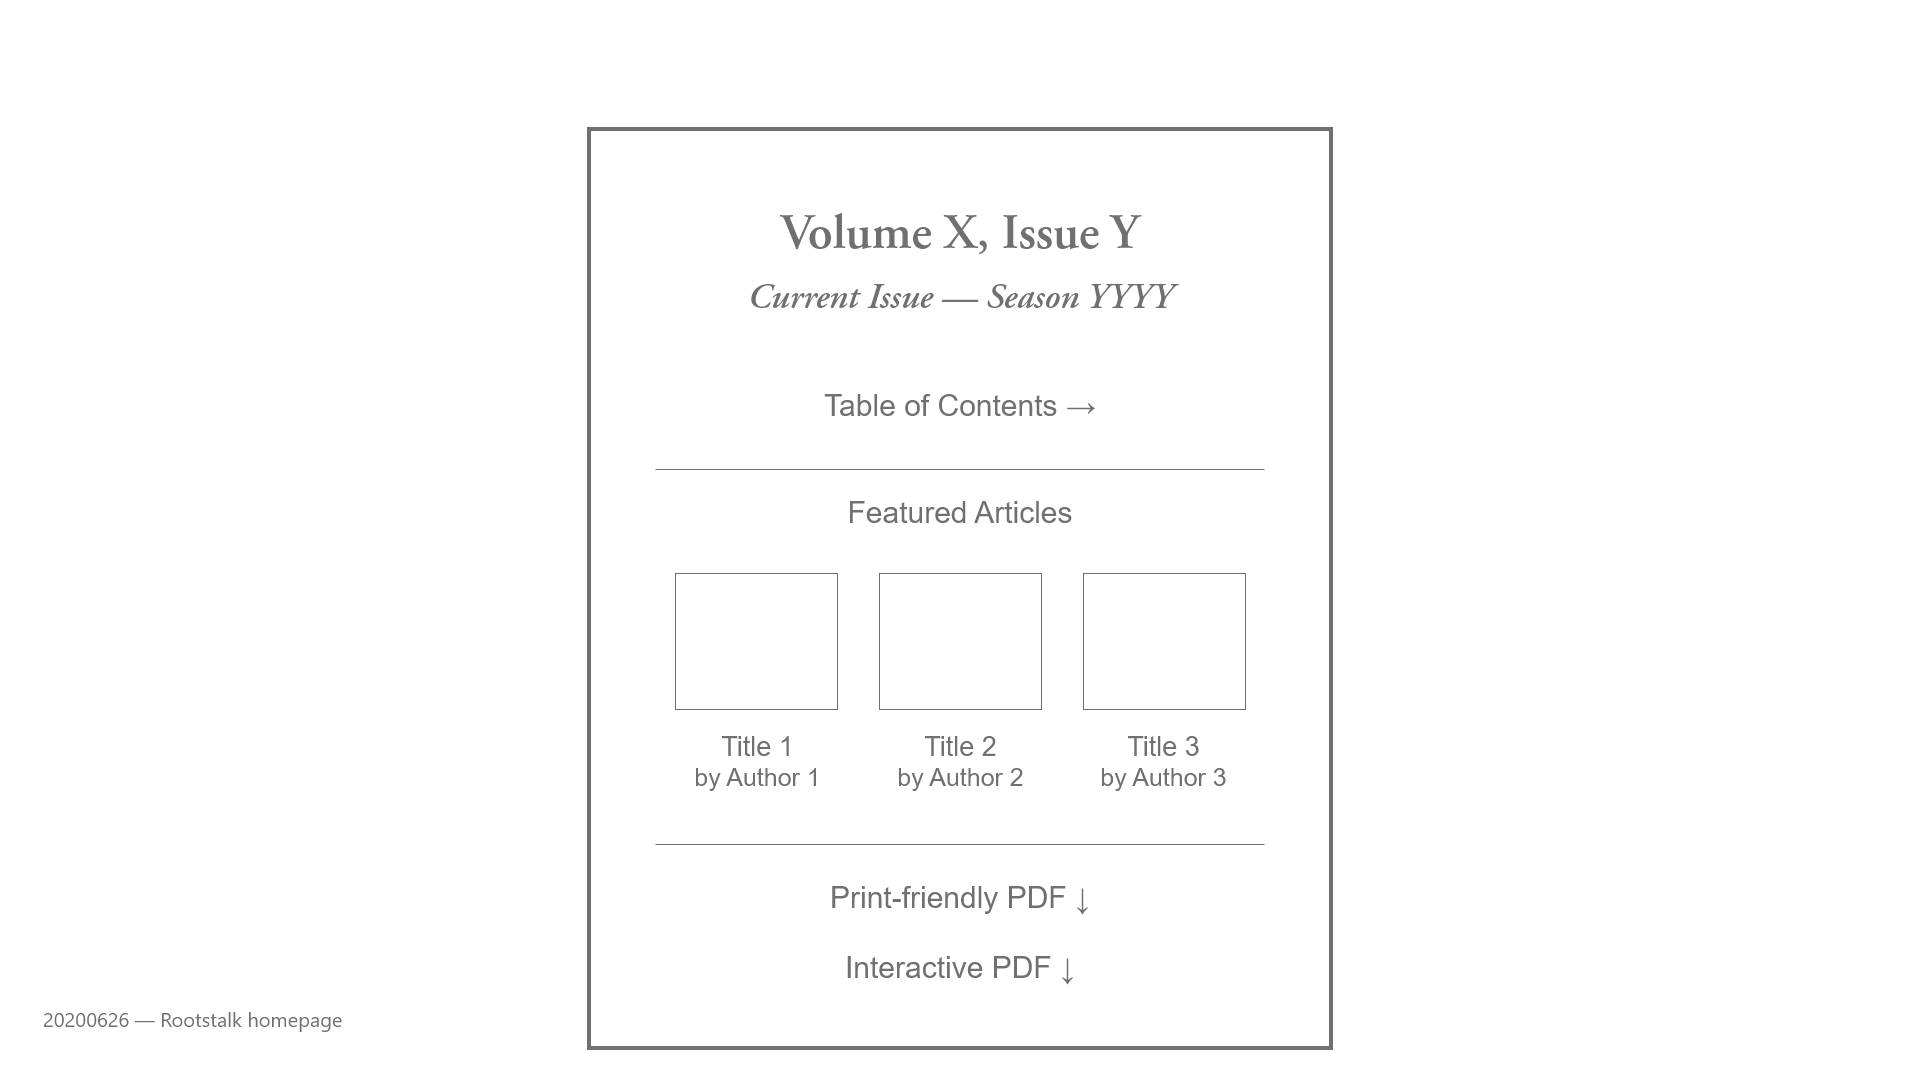 Volume X, Issue Y
Current Issue — Season YYYY
Table of Contents →
Featured Articles
Title 1
by Author 1
Title 2
by Author 2
Title 3
by Author 3
Print-friendly PDF ↓
Interactive PDF ↓
20200626 — Rootstalk homepage